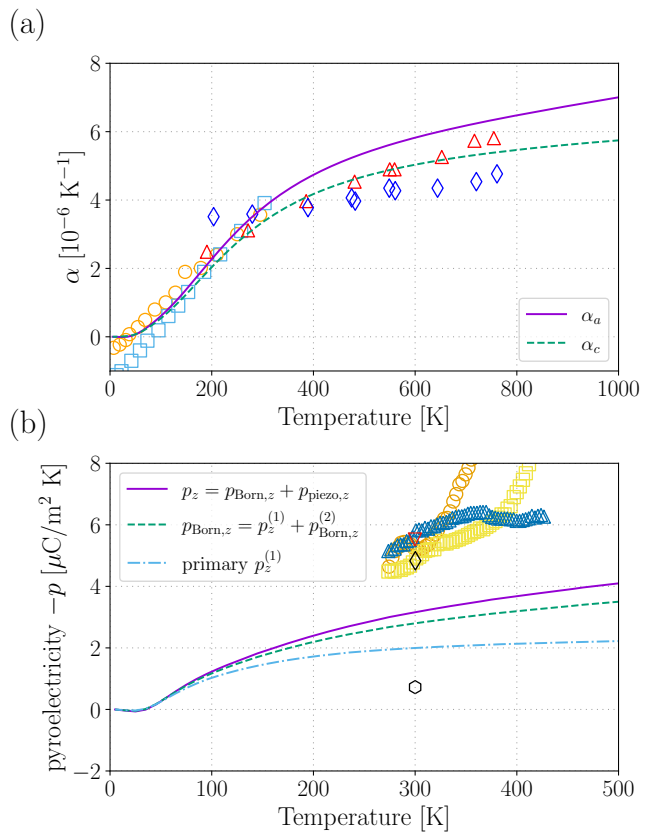 (a)
8
6
4
2
0
α [10⁻⁶ K⁻¹]
α_a
α_c
0 200 400 600 800 1000
Temperature [K]
(b)
8
6
4
2
0
−2
pyroelectricity −p [μC/m² K]
p_z = p_Born,z + p_piezo,z
p_Born,z = p_z^(1) + p_Born,z^(2)
primary p_z^(1)
0 100 200 300 400 500
Temperature [K]